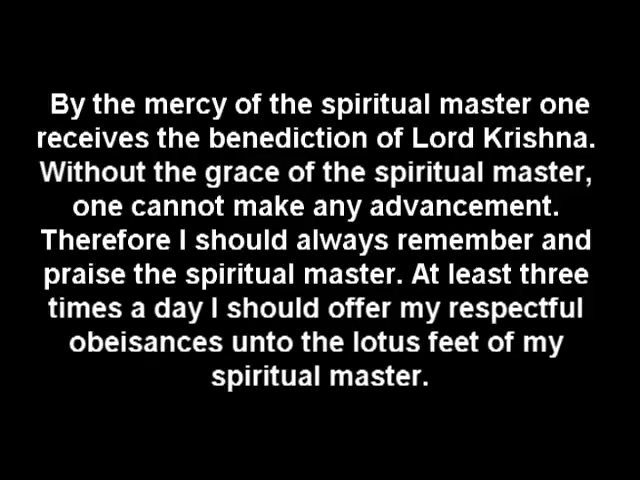 By the mercy of the spiritual master one
receives the benediction of Lord Krishna.
Without the grace of the spiritual master,
one cannot make any advancement.
Therefore I should always remember and
praise the spiritual master. At least three
times a day I should offer my respectful
obeisances unto the lotus feet of my
spiritual master.